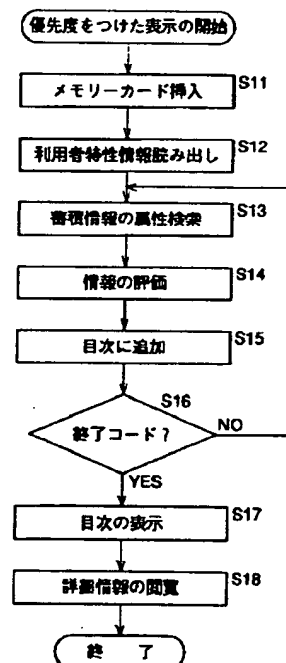 優先度をつけた表示の開始
メモリーカード挿入
S11
利用者特性情報読み出し
S12
蓄積情報の属性検索
S13
情報の評価
S14
目次に追加
S15
S16
終了コード?
NO
YES
目次の表示
S17
詳細情報の閲覧
S18
終 了